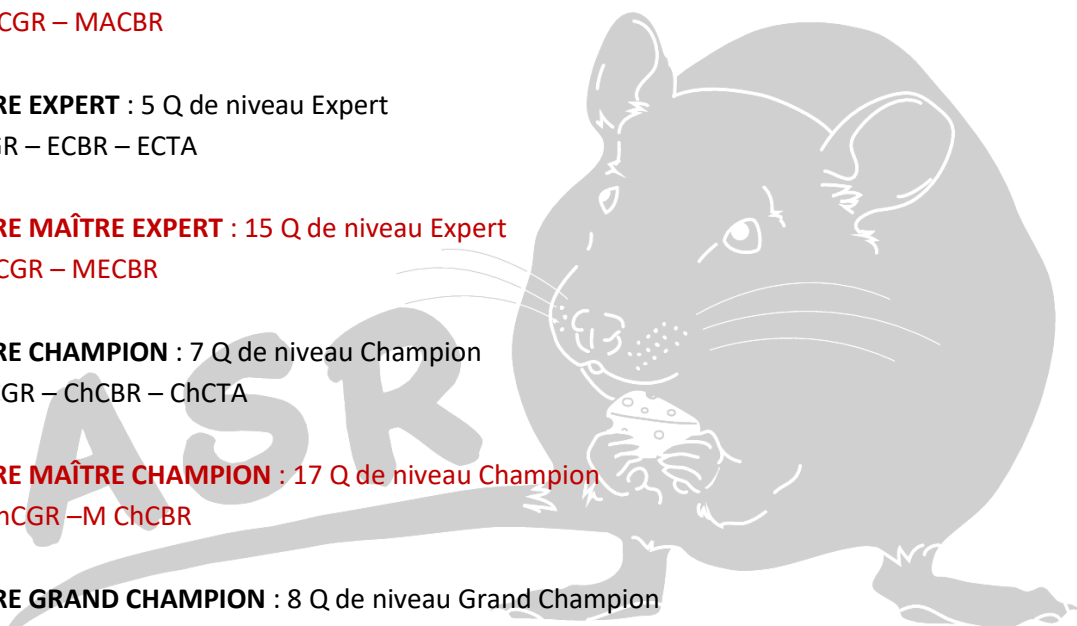 CGR – MACBR
RE EXPERT : 5 Q de niveau Expert
GR – ECBR – ECTA
RE MAÎTRE EXPERT : 15 Q de niveau Expert
CGR – MECBR
RE CHAMPION : 7 Q de niveau Champion
GR – ChCBR – ChCTA
RE MAÎTRE CHAMPION : 17 Q de niveau Champion
hCGR –M ChCBR
RE GRAND CHAMPION : 8 Q de niveau Grand Champion
ASR